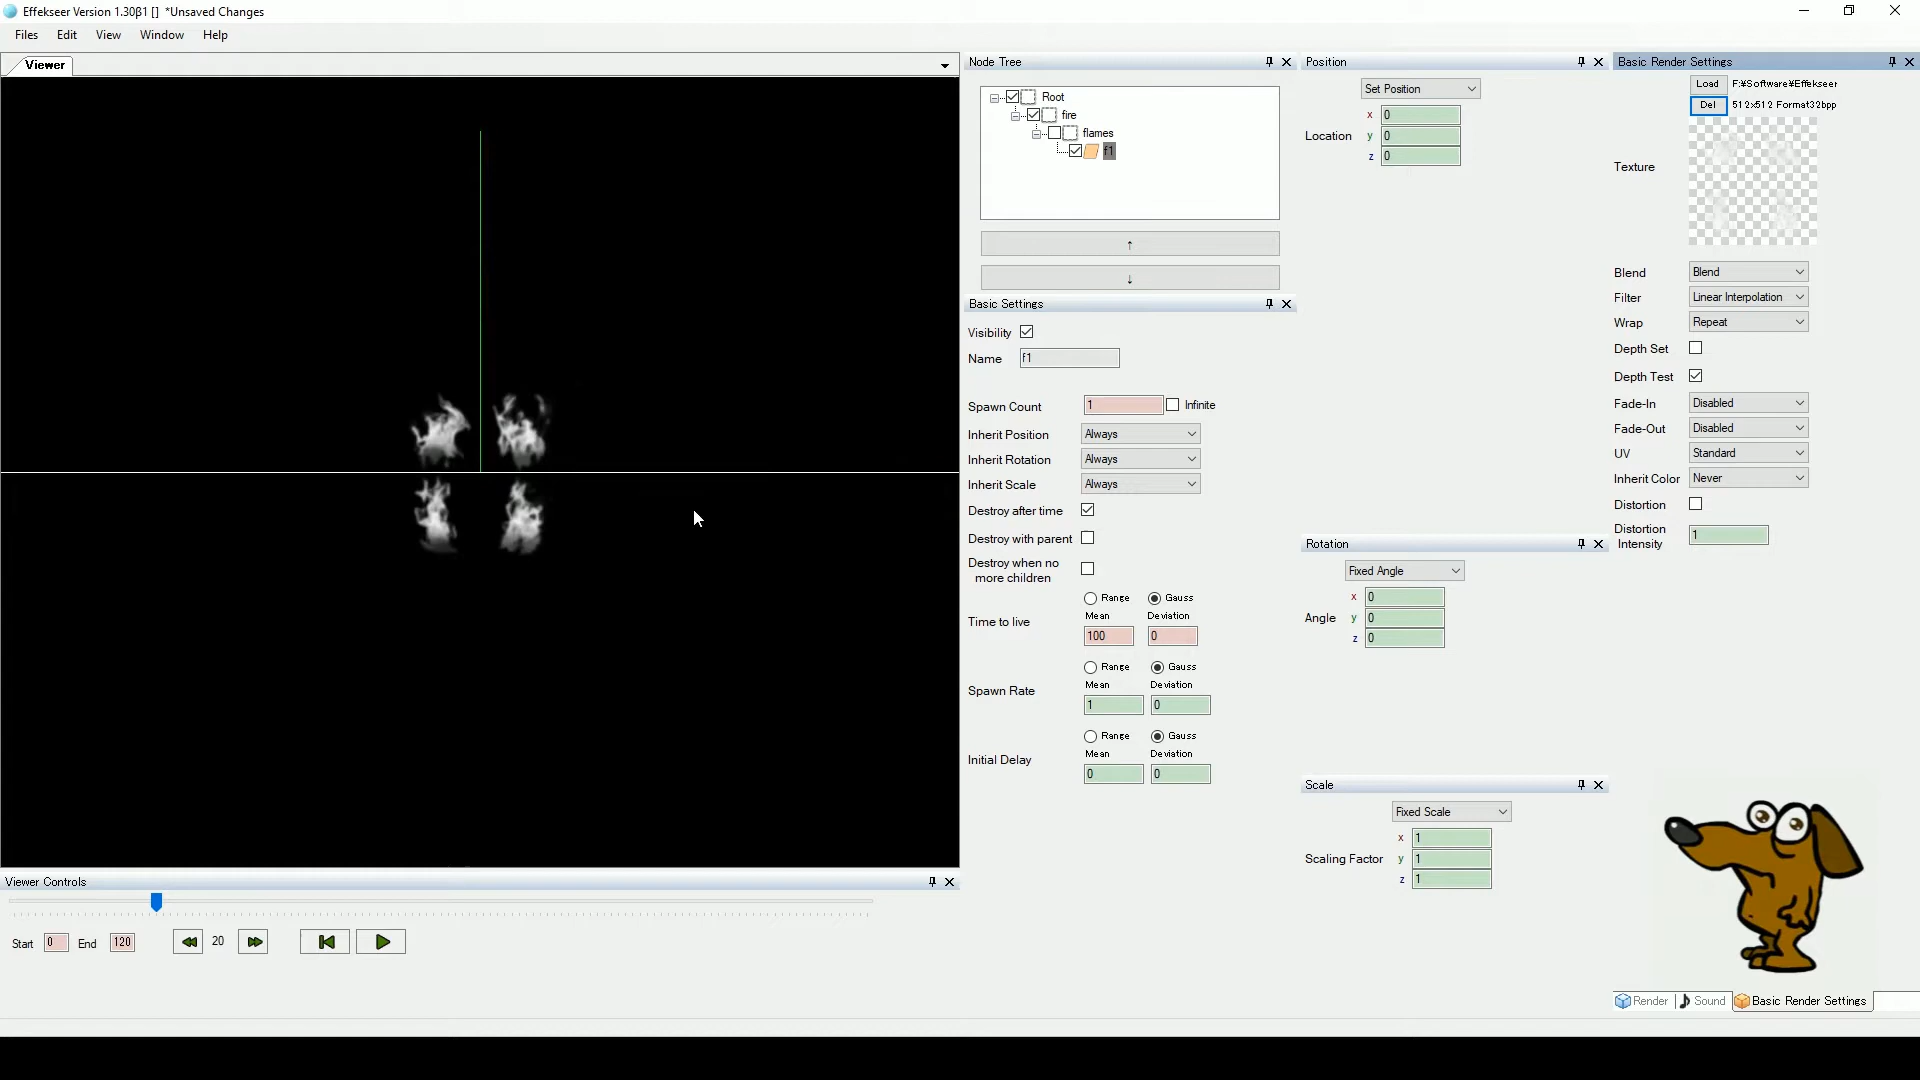 Effekseer Version 1.30β1 [] *Unsaved Changes
Files Edit View Window Help
Viewer
Node Tree
Root
fire
flames
f1
↑
↓
Basic Settings
Visibility
Name f1
Spawn Count 1 Infinite
Inherit Position Always
Inherit Rotation Always
Inherit Scale Always
Destroy after time
Destroy with parent
Destroy when no
more children
Range Gauss
Mean Deviation
Time to live
100 0
Range Gauss
Mean Deviation
Spawn Rate
1 0
Range Gauss
Mean Deviation
Initial Delay
0 0
Position
Set Position
x 0
Location y 0
z 0
Rotation
Fixed Angle
x 0
Angle y 0
z 0
Scale
Fixed Scale
x 1
Scaling Factor y 1
z 1
Basic Render Settings
Load F:¥Software¥Effekseer
Del 512x512 Format32bpp
Texture
Blend Blend
Filter Linear Interpolation
Wrap Repeat
Depth Set
Depth Test
Fade-In Disabled
Fade-Out Disabled
UV Standard
Inherit Color Never
Distortion
Distortion
Intensity 1
Render Sound Basic Render Settings
Viewer Controls
Start 0 End 120 20